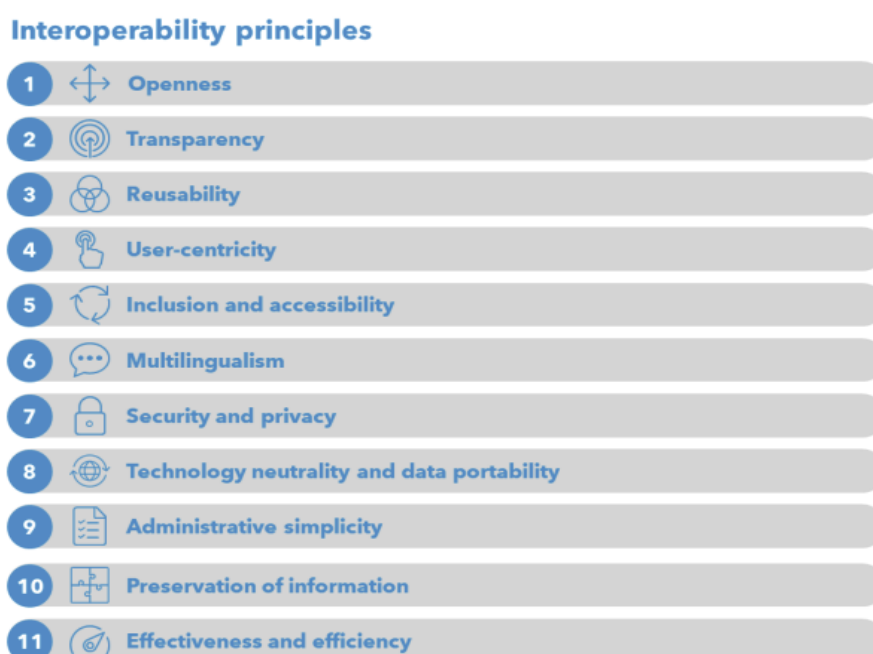 Interoperability principles
1 Openness
2 Transparency
3 Reusability
4 User-centricity
5 Inclusion and accessibility
6 Multilingualism
7 Security and privacy
8 Technology neutrality and data portability
9 Administrative simplicity
10 Preservation of information
11 Effectiveness and efficiency